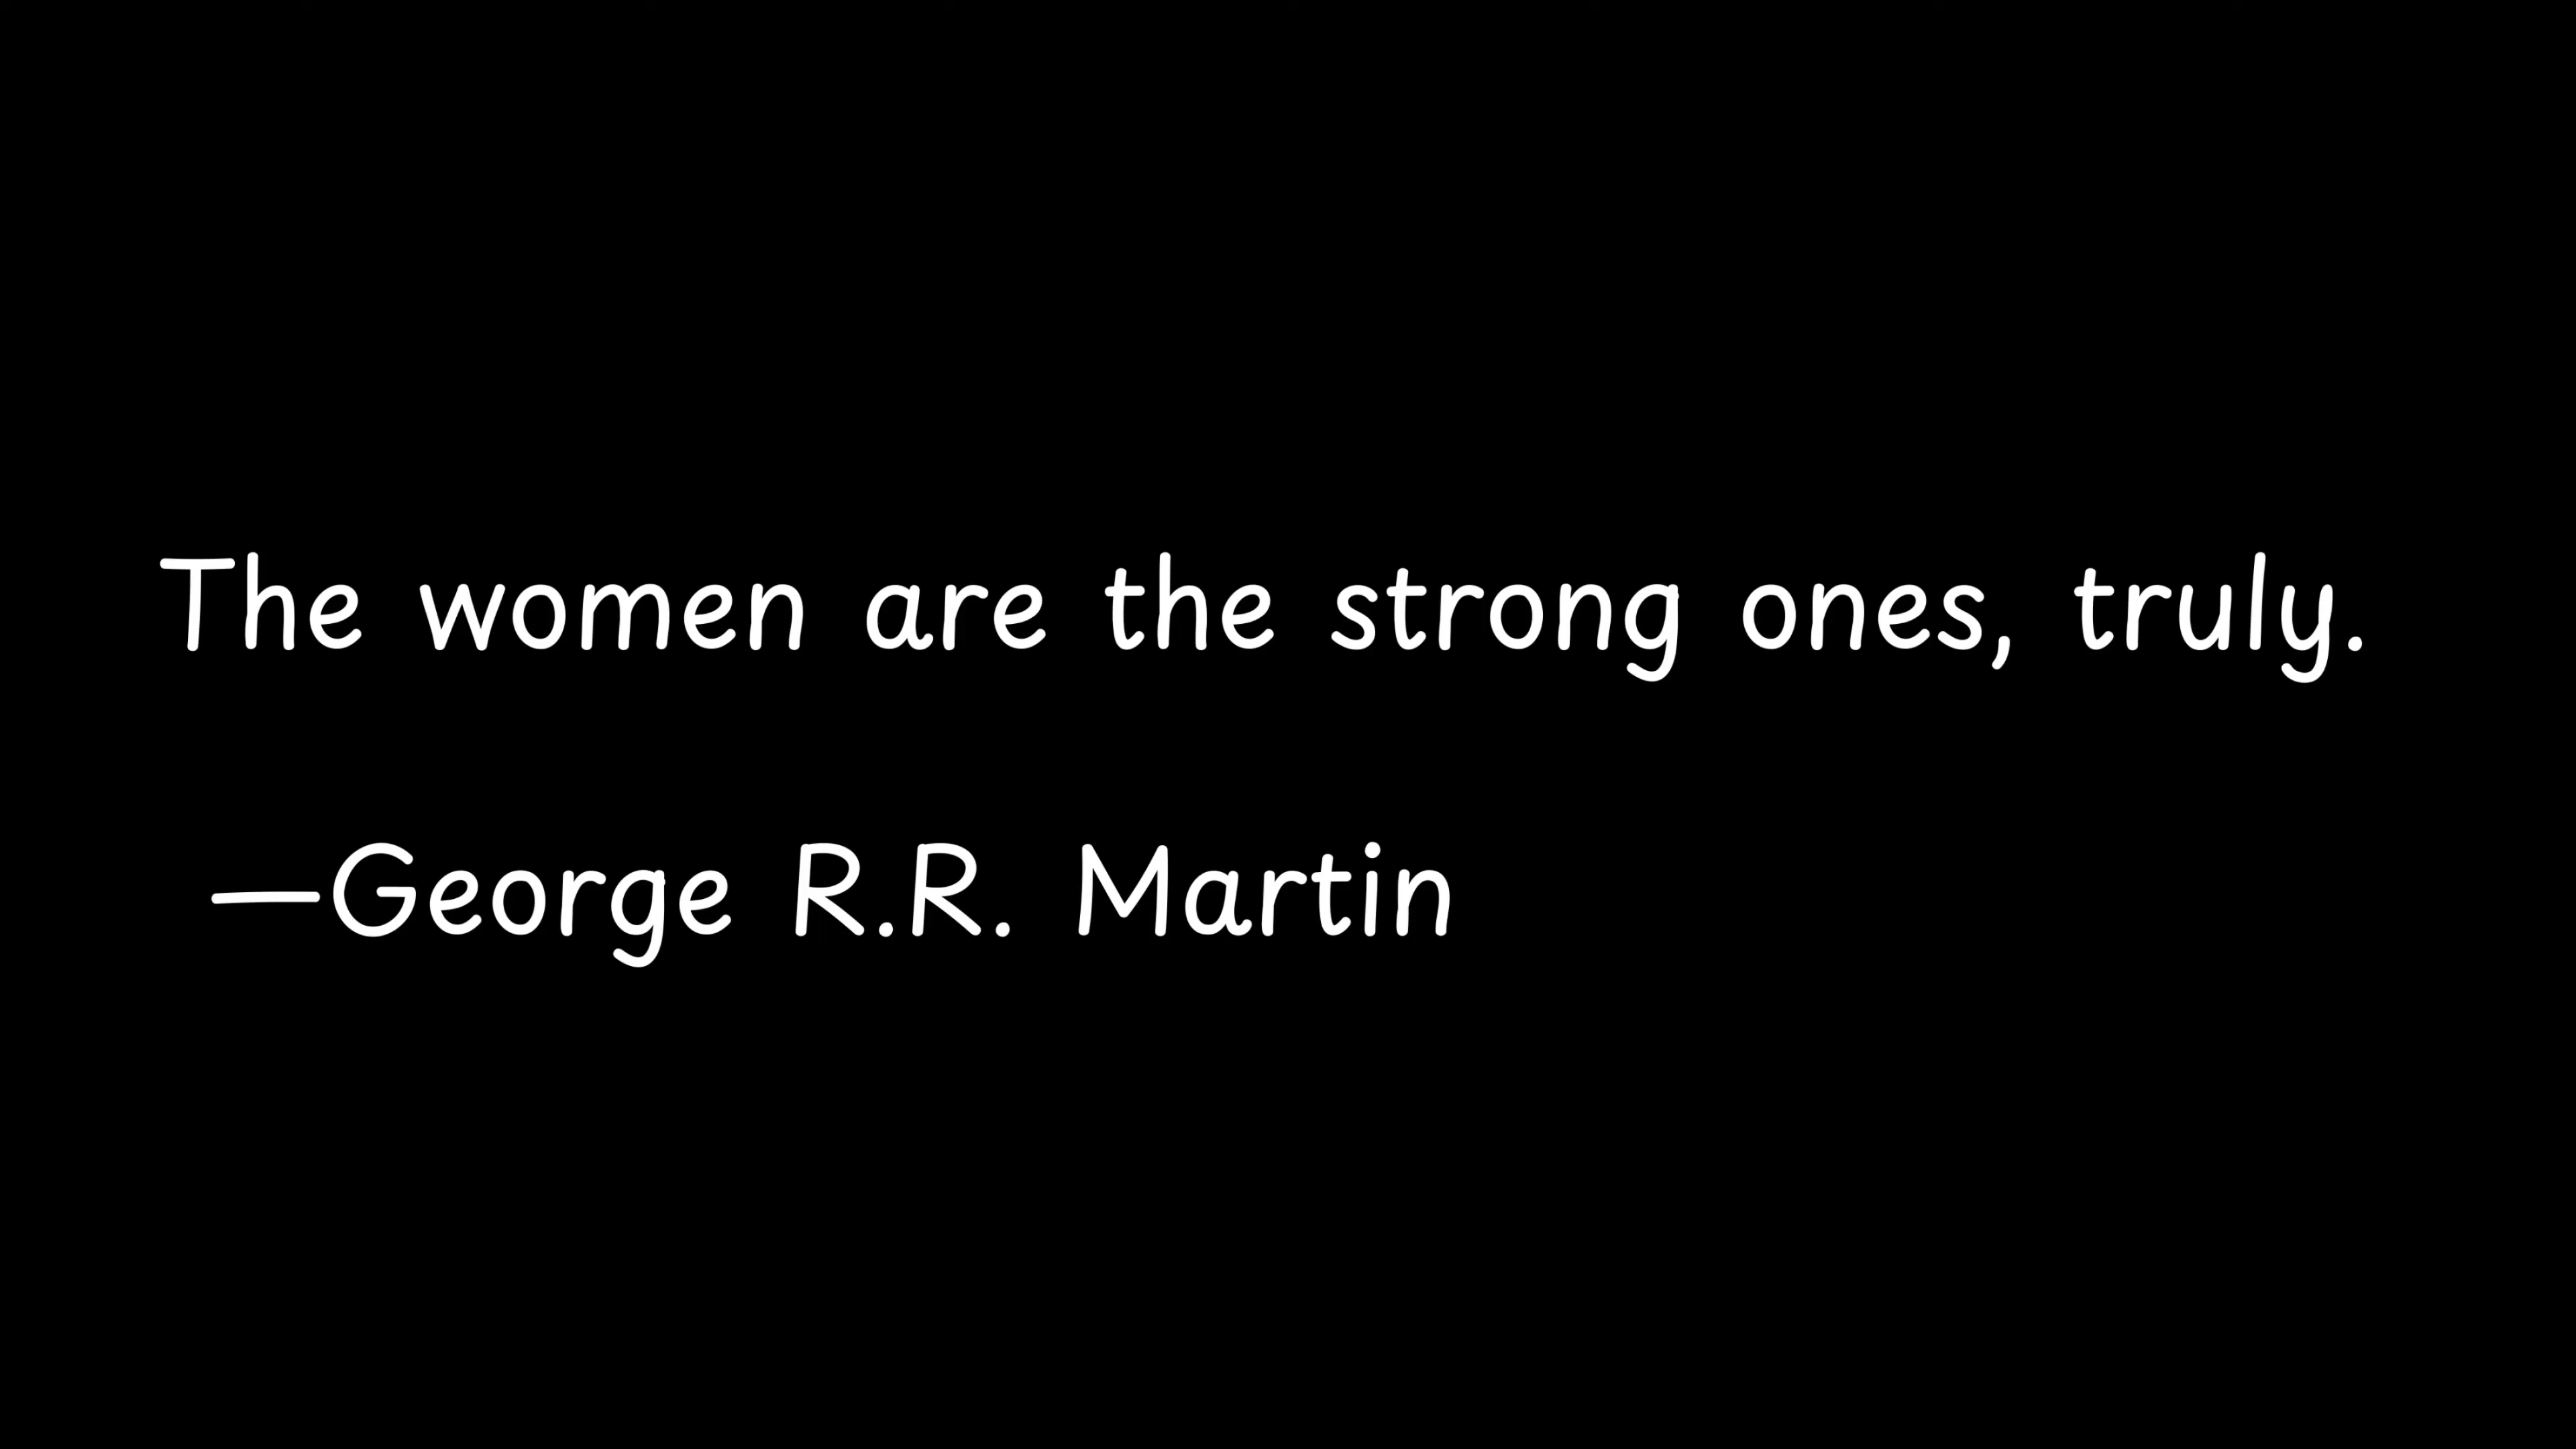 The women are the strong ones, truly.
—George R.R. Martin